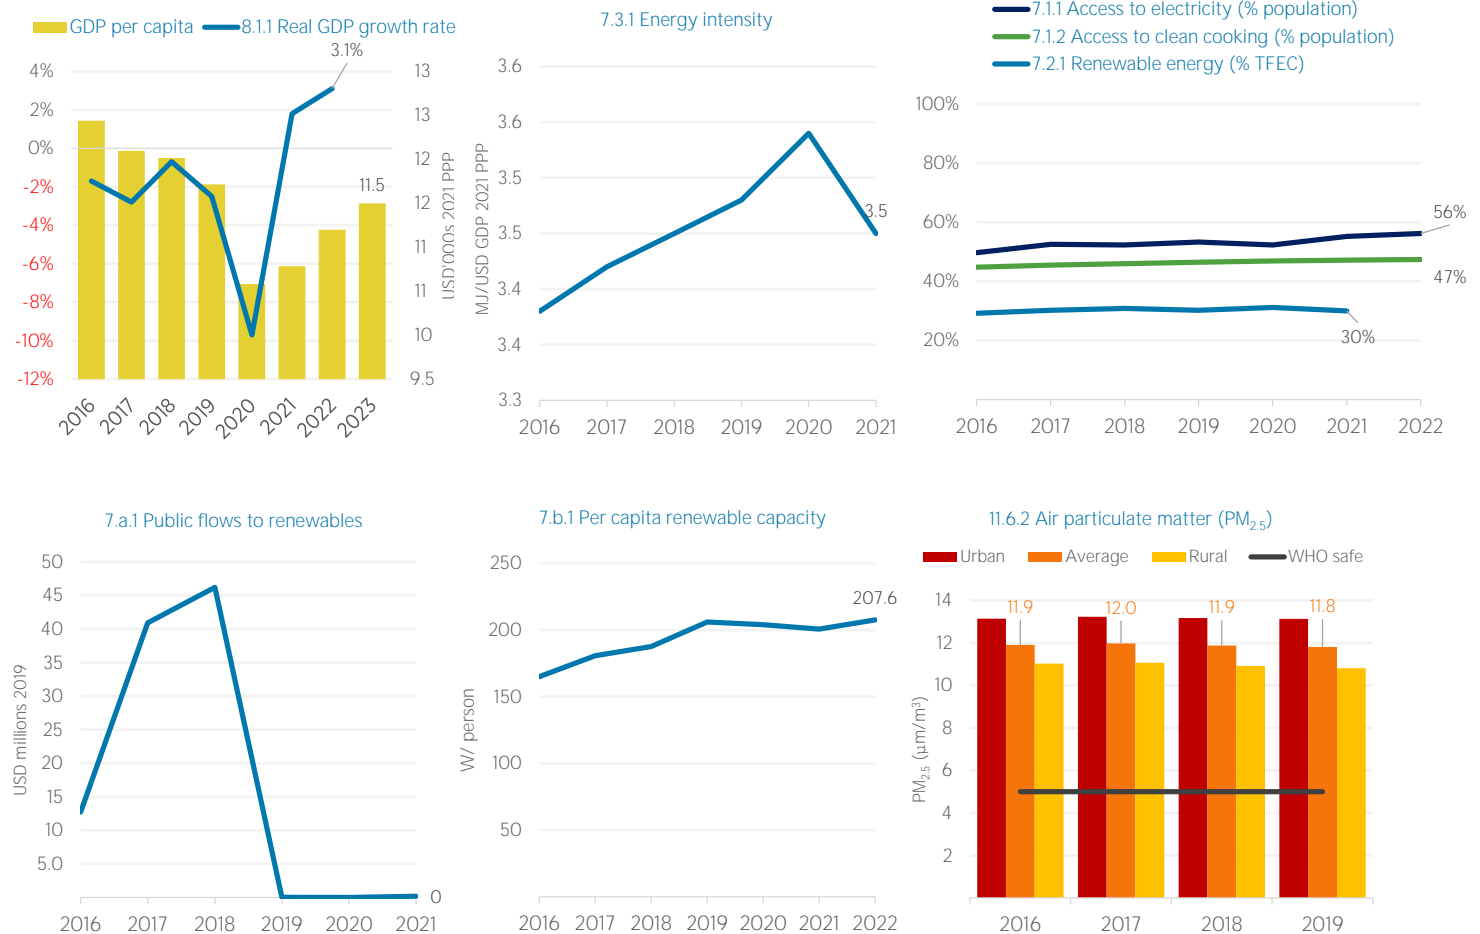 GDP per capita 8.1.1 Real GDP growth rate
3.1%
4%
2%
0%
-2%
-4%
-6%
-8%
-10%
-12%
13
13
12
12
11
11
10
9.5
11.5
USD'000s 2021 PPP
2016 2017 2018 2019 2020 2021 2022 2023
7.3.1 Energy intensity
3.6
3.6
3.5
3.5
3.4
3.4
3.3
3.5
MJ/USD GDP 2021 PPP
2016 2017 2018 2019 2020 2021
7.1.1 Access to electricity (% population)
7.1.2 Access to clean cooking (% population)
7.2.1 Renewable energy (% TFEC)
100%
80%
60%
40%
20%
56%
47%
30%
2016 2017 2018 2019 2020 2021 2022
7.a.1 Public flows to renewables
50
45
40
35
30
25
20
15
10
5.0
0
USD millions 2019
2016 2017 2018 2019 2020 2021
7.b.1 Per capita renewable capacity
250
200
150
100
50
207.6
W/ person
2016 2017 2018 2019 2020 2021 2022
11.6.2 Air particulate matter (PM2.5)
Urban Average Rural WHO safe
14
12
10
8
6
4
2
11.9 12.0 11.9 11.8
PM2.5 (µm/m³)
2016 2017 2018 2019